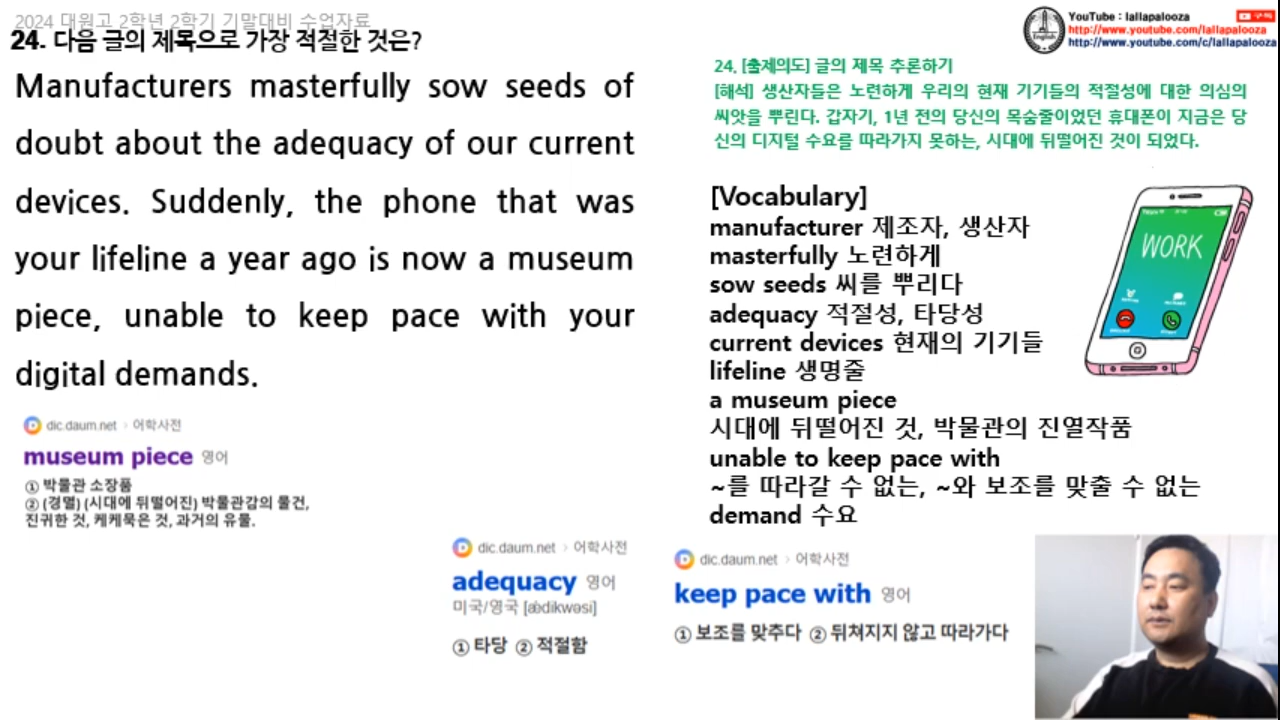 2024 대원고 2학년 2학기 기말대비 수업자료
24. 다음 글의 제목으로 가장 적절한 것은?
Manufacturers masterfully sow seeds of
doubt about the adequacy of our current
devices. Suddenly, the phone that was
your lifeline a year ago is now a museum
piece, unable to keep pace with your
digital demands.
dic.daum.net › 어학사전
museum piece 영어
① 박물관 소장품
② (경멸) (시대에 뒤떨어진) 박물관감의 물건,
진귀한 것, 케케묵은 것, 과거의 유물.
dic.daum.net › 어학사전
adequacy 영어
미국/영국 [ǽdikwəsi]
① 타당 ② 적절함
YouTube : lallapalooza
구독
http://www.youtube.com/lallapalooza
http://www.youtube.com/c/lallapalooza
English
24. [출제의도] 글의 제목 추론하기
[해석] 생산자들은 노련하게 우리의 현재 기기들의 적절성에 대한 의심의
씨앗을 뿌린다. 갑자기, 1년 전의 당신의 목숨줄이었던 휴대폰이 지금은 당
신의 디지털 수요를 따라가지 못하는, 시대에 뒤떨어진 것이 되었다.
[Vocabulary]
manufacturer 제조자, 생산자
masterfully 노련하게
sow seeds 씨를 뿌리다
adequacy 적절성, 타당성
current devices 현재의 기기들
lifeline 생명줄
a museum piece
시대에 뒤떨어진 것, 박물관의 진열작품
unable to keep pace with
~를 따라갈 수 없는, ~와 보조를 맞출 수 없는
demand 수요
WORK
dic.daum.net › 어학사전
keep pace with 영어
① 보조를 맞추다 ② 뒤쳐지지 않고 따라가다